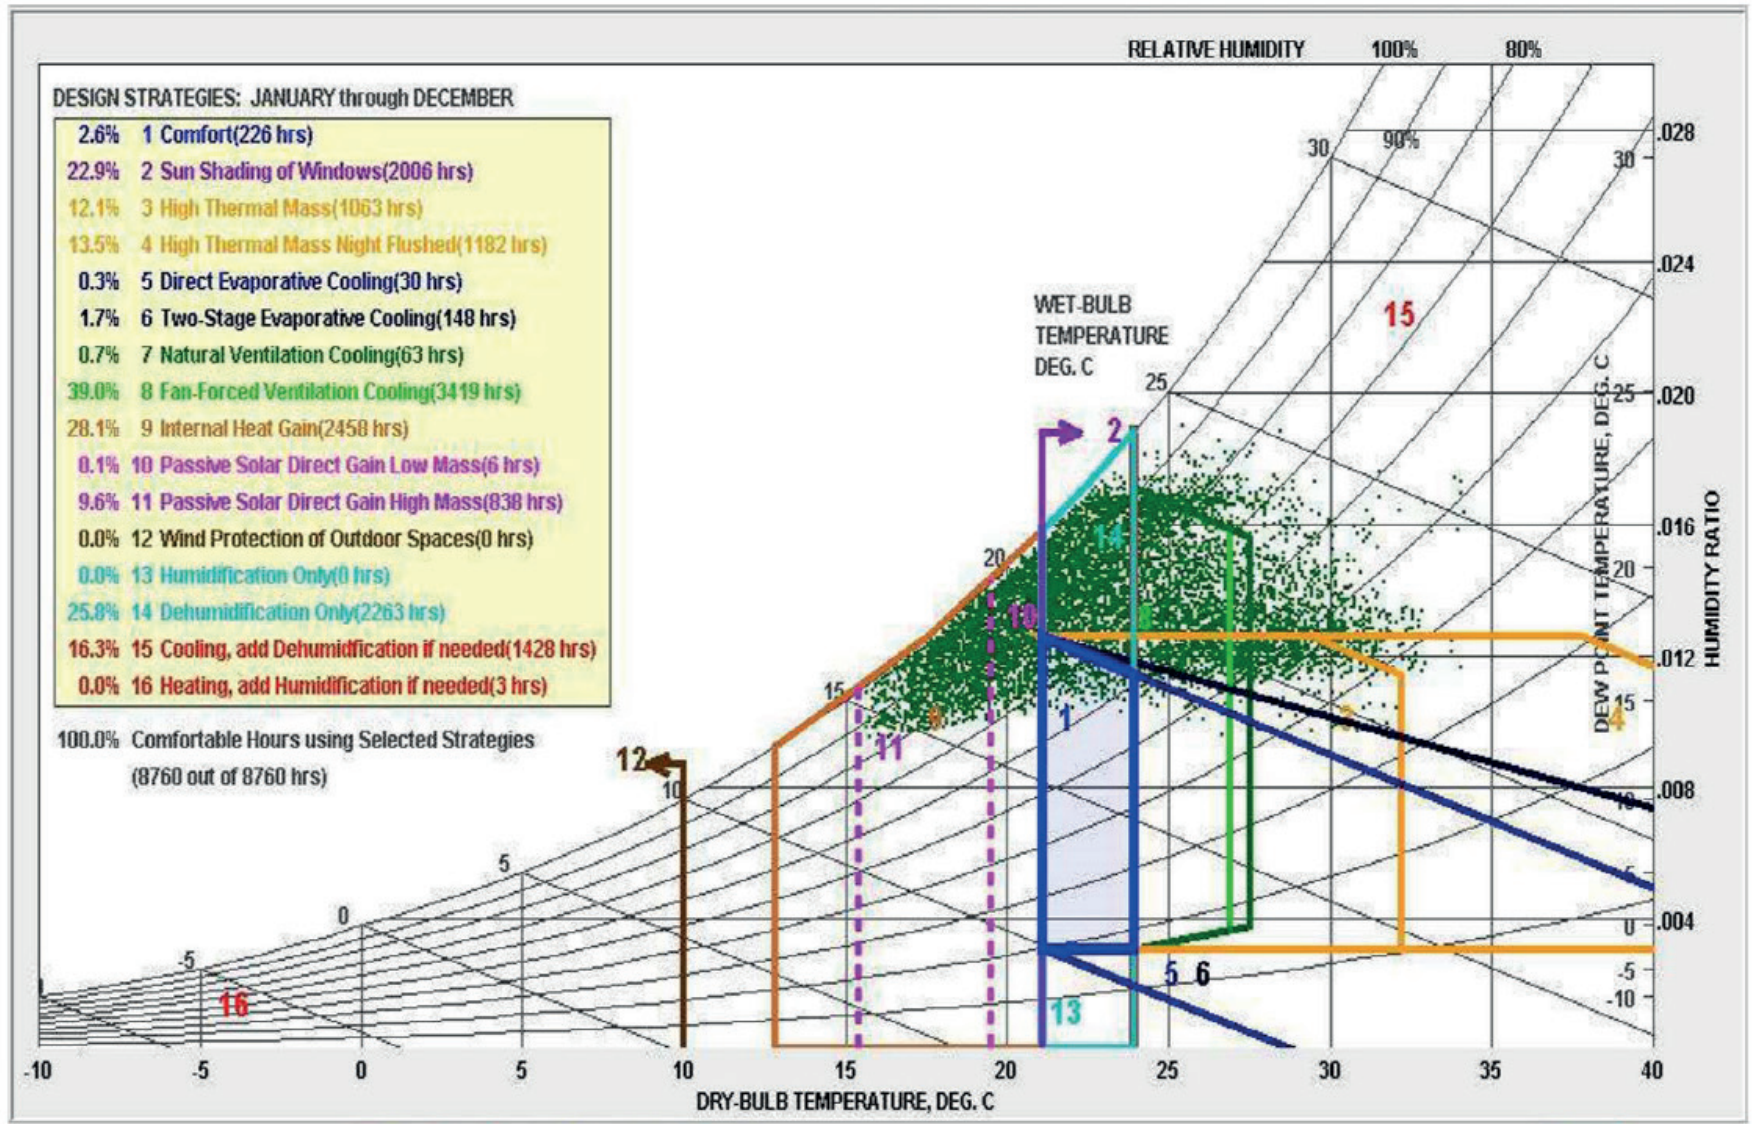 RELATIVE HUMIDITY 100% 80%
DESIGN STRATEGIES: JANUARY through DECEMBER
2.6% 1 Comfort(226 hrs)
22.9% 2 Sun Shading of Windows(2006 hrs)
12.1% 3 High Thermal Mass(1063 hrs)
13.5% 4 High Thermal Mass Night Flushed(1182 hrs)
0.3% 5 Direct Evaporative Cooling(30 hrs)
1.7% 6 Two-Stage Evaporative Cooling(148 hrs)
0.7% 7 Natural Ventilation Cooling(63 hrs)
39.0% 8 Fan-Forced Ventilation Cooling(3419 hrs)
28.1% 9 Internal Heat Gain(2458 hrs)
0.1% 10 Passive Solar Direct Gain Low Mass(6 hrs)
9.6% 11 Passive Solar Direct Gain High Mass(838 hrs)
0.0% 12 Wind Protection of Outdoor Spaces(0 hrs)
0.0% 13 Humidification Only(0 hrs)
25.8% 14 Dehumidification Only(2263 hrs)
16.3% 15 Cooling, add Dehumidfication if needed(1428 hrs)
0.0% 16 Heating, add Humidification if needed(3 hrs)
100.0% Comfortable Hours using Selected Strategies
(8760 out of 8760 hrs)
90%
WET-BULB
TEMPERATURE
DEG. C
30
25
20
15
10
5
0
-5
2
15
14
10
8
1
9
11
3
4
12
5 6
13
16
30
25
20
15
10
5
0
-5
-10
DEW POINT TEMPERATURE, DEG. C
.028
.024
.020
.016
.012
.008
.004
HUMIDITY RATIO
-10 -5 0 5 10 15 20 25 30 35 40
DRY-BULB TEMPERATURE, DEG. C